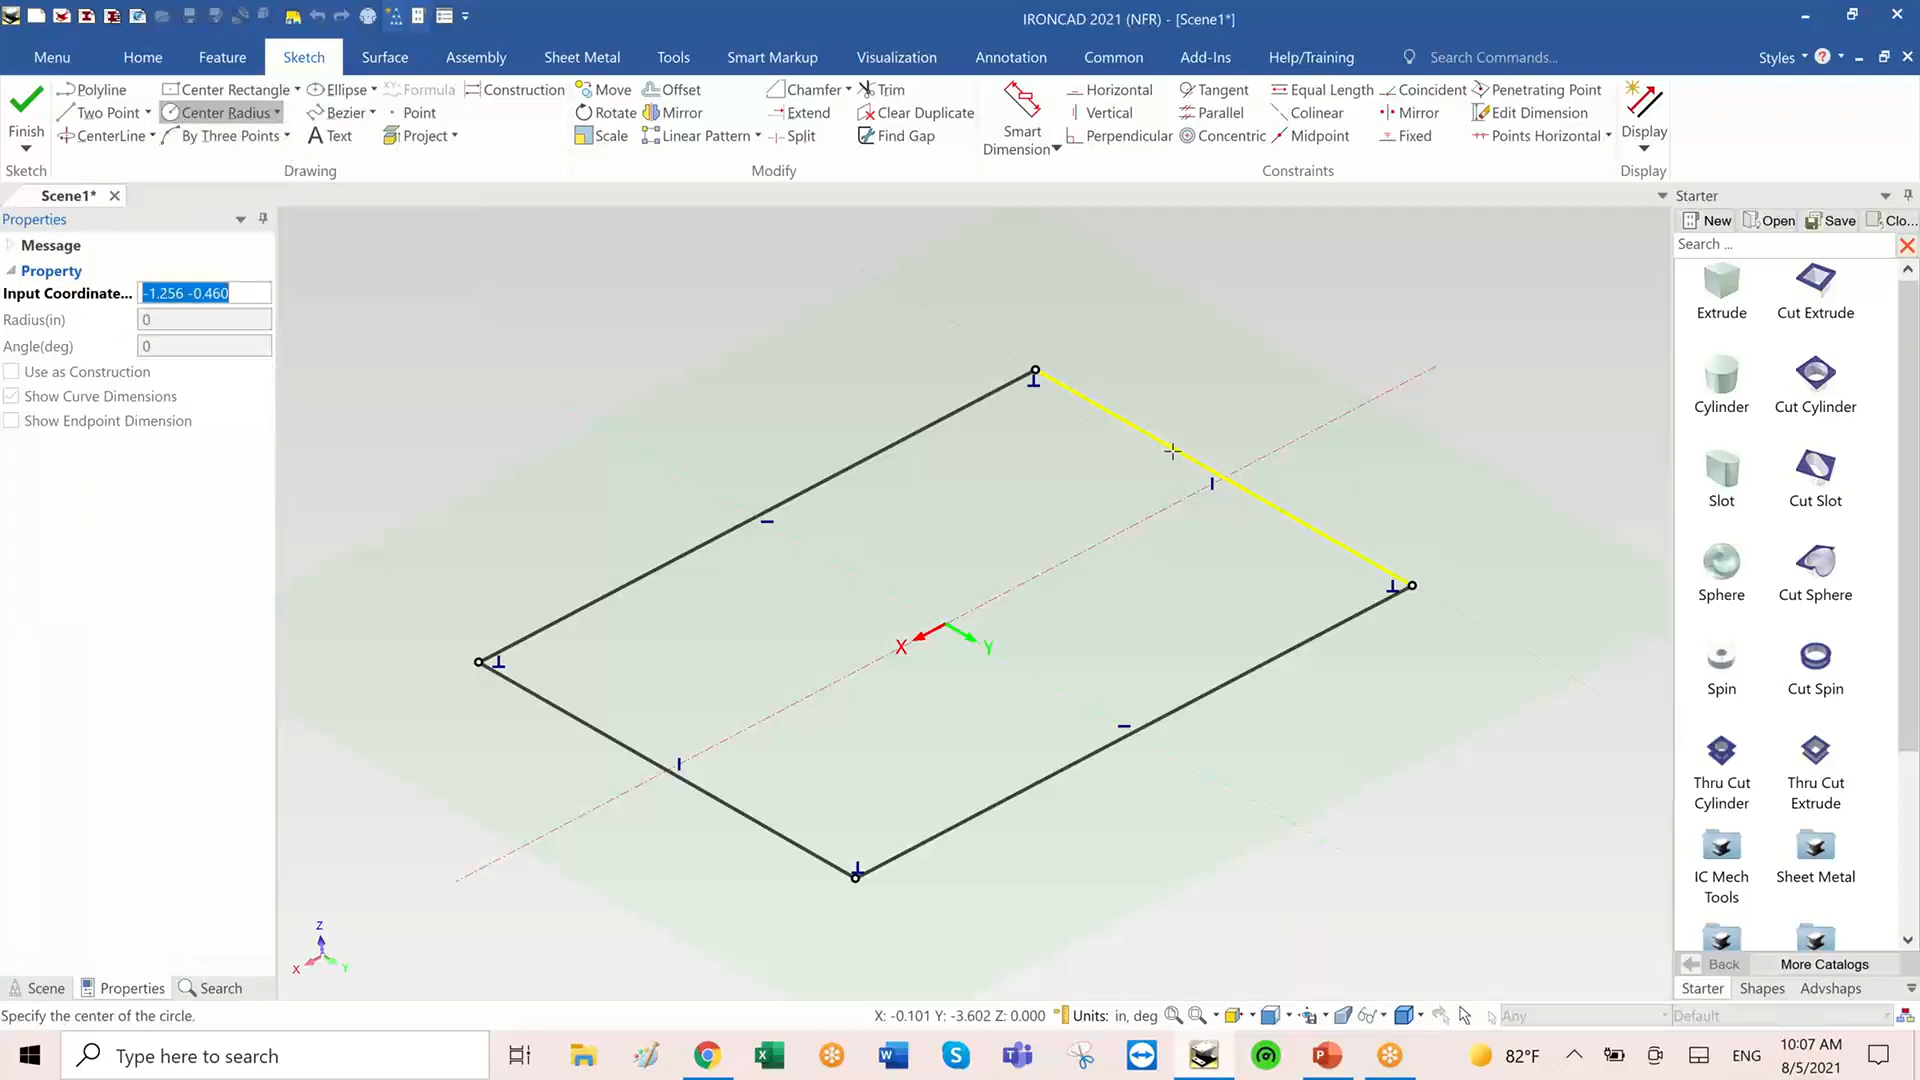 IRONCAD 2021 (NFR) - [Scene1*]
Menu Home Feature Sketch Surface Assembly Sheet Metal Tools Smart Markup Visualization Annotation Common Add-Ins Help/Training Search Commands... Styles
Polyline Center Rectangle Ellipse Formula Construction Move Offset Chamfer Trim Horizontal Tangent Equal Length Coincident Penetrating Point
Two Point Center Radius Bezier Point Rotate Mirror Extend Clear Duplicate Vertical Parallel Colinear Mirror Edit Dimension
Finish CenterLine By Three Points Text Project Scale Linear Pattern Split Find Gap Smart Dimension Perpendicular Concentric Midpoint Fixed Points Horizontal Display
Sketch Drawing Modify Constraints Display
Scene1* Starter
Properties
New Open Save Clo...
Message
Search ...
Property
Input Coordinate... -1.256 -0.460
Radius(in) 0
Angle(deg) 0
Use as Construction
Show Curve Dimensions
Show Endpoint Dimension
X Y
Z
X Y
Extrude Cut Extrude
Cylinder Cut Cylinder
Slot Cut Slot
Sphere Cut Sphere
Spin Cut Spin
Thru Cut Cylinder Thru Cut Extrude
IC Mech Tools Sheet Metal
Back More Catalogs
Scene Properties Search Starter Shapes Advshaps
Specify the center of the circle. X: -0.101 Y: -3.602 Z: 0.000 Units: in, deg Any Default
Type here to search 82°F ENG 10:07 AM
8/5/2021